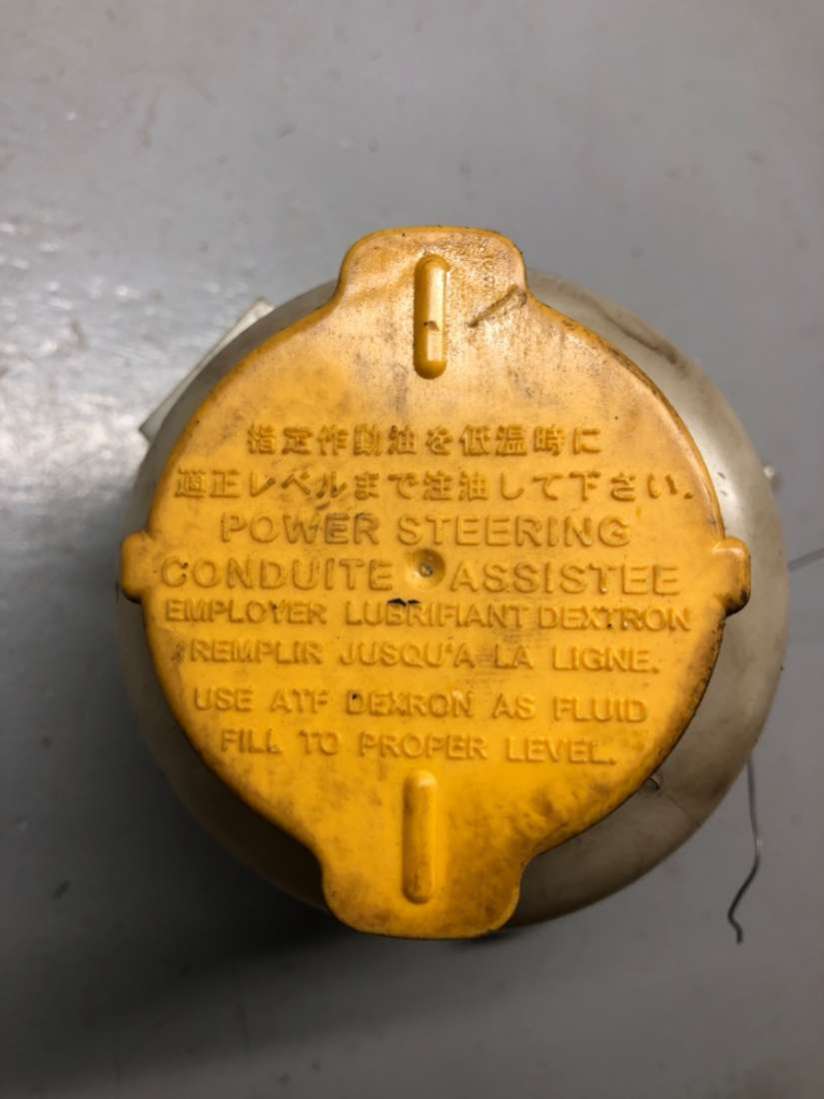 指定作動油を低温時に
適正レベルまで注油して下さい.
POWER STEERING
CONDUITE ASSISTEE
EMPLOYER LUBRIFIANT DEXTRON
REMPLIR JUSQU'A LA LIGNE.
USE ATF DEXRON AS FLUID
FILL TO PROPER LEVEL.